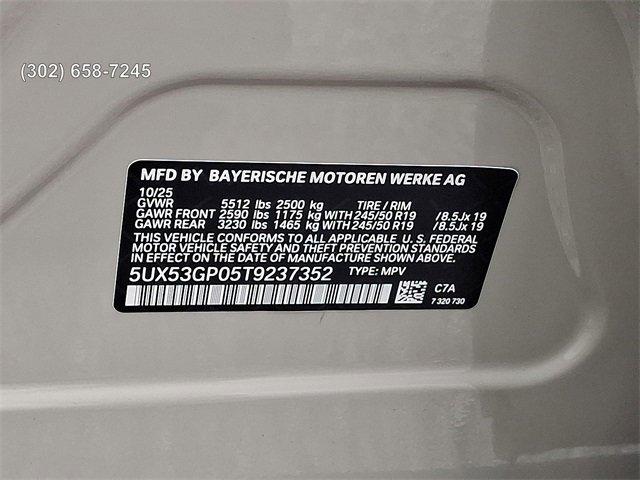 (302) 658-7245
MFD BY BAYERISCHE MOTOREN WERKE AG
10/25
GVWR 5512 lbs 2500 kg TIRE / RIM
GAWR FRONT 2590 lbs 1175 kg WITH 245/50 R19 /8.5Jx 19
GAWR REAR 3230 lbs 1465 kg WITH 245/50 R19 /8.5Jx 19
THIS VEHICLE CONFORMS TO ALL APPLICABLE U. S. FEDERAL
MOTOR VEHICLE SAFETY AND THEFT PREVENTION STANDARDS
IN EFFECT ON THE DATE OF MANUFACTURE SHOWN ABOVE.
5UX53GP05T9237352 TYPE: MPV
C7A
7 320 730